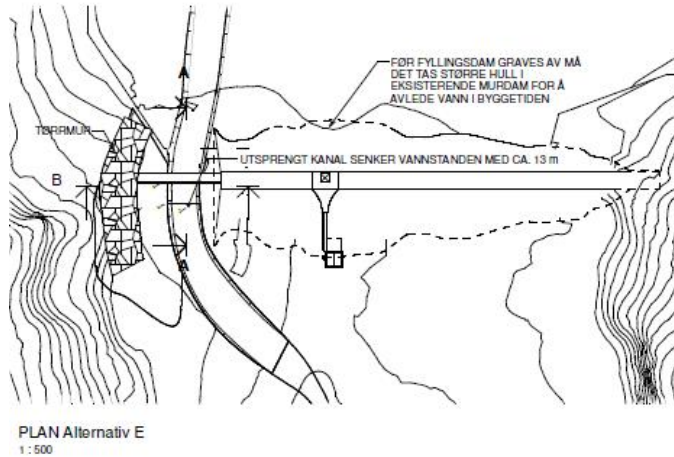 FØR FYLLINGSDAM GRAVES AV MÅ
DET TAS STØRRE HULL I
EKSISTERENDE MURDAM FOR Å
AVLEDE VANN I BYGGETIDEN
A
TØRRMUR
UTSPRENGT KANAL SENKER VANNSTANDEN MED CA. 13 m
B
A
PLAN Alternativ E
1 : 500